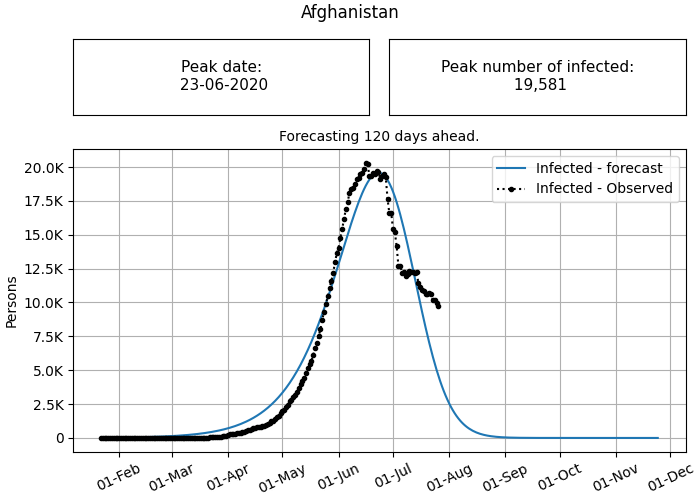 Afghanistan
Peak date:
23-06-2020
Peak number of infected:
19,581
Forecasting 120 days ahead.
Infected - forecast
Infected - Observed
Persons
20.0K
17.5K
15.0K
12.5K
10.0K
7.5K
5.0K
2.5K
0
01-Feb
01-Mar
01-Apr
01-May
01-Jun
01-Jul
01-Aug
01-Sep
01-Oct
01-Nov
01-Dec